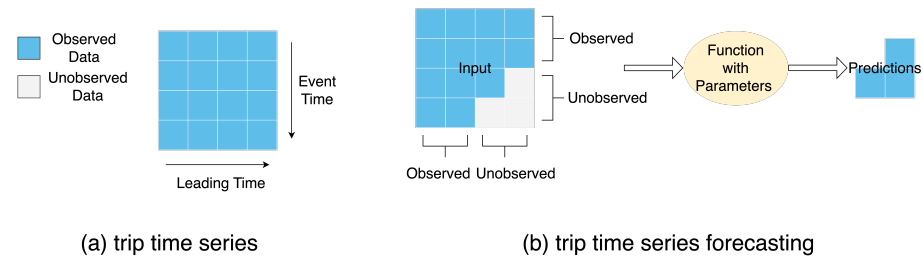 Observed
Data
Unobserved
Data
Event
Time
Leading Time
(a) trip time series
Input
Observed
Unobserved
Observed
Unobserved
Function
with
Parameters
Predictions
(b) trip time series forecasting